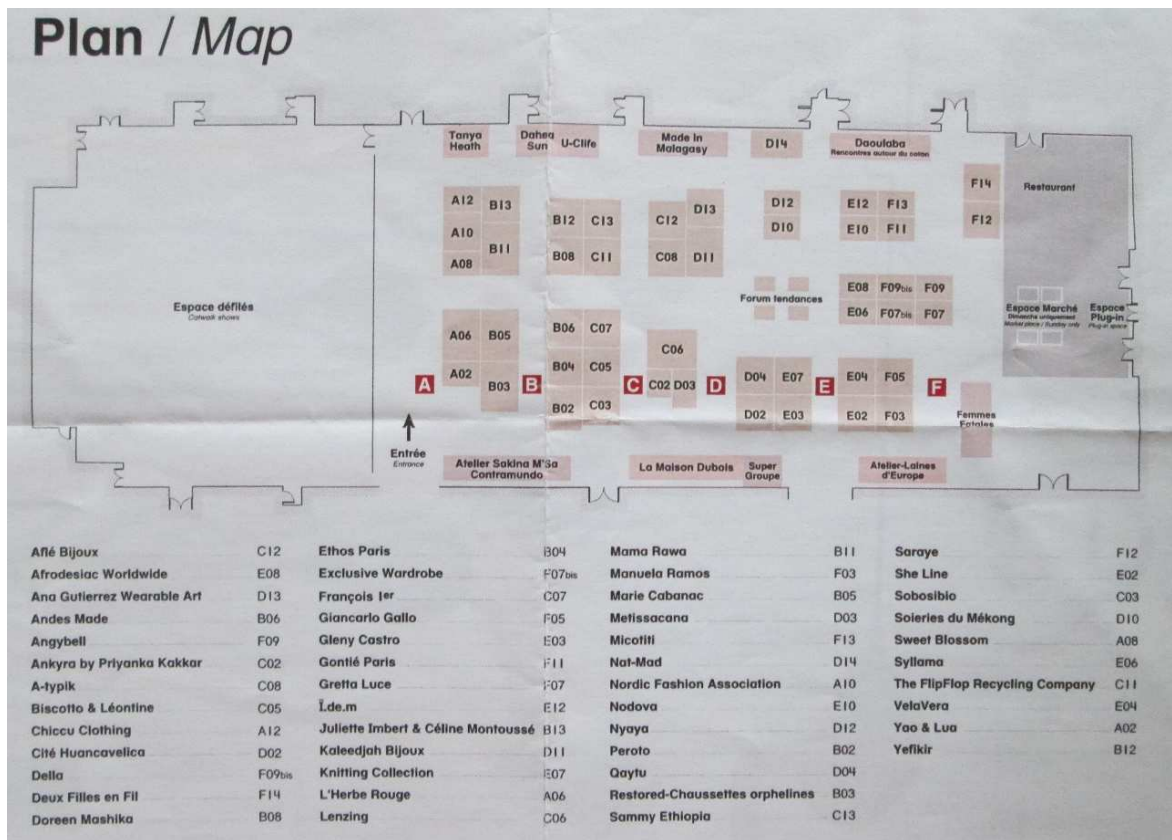 Plan / Map
Tanya
Heath
Dahea
Sun
U-Clife
Made in
Malagasy
D14
Daoulaba
Rencontres autour du coton
A12
B13
A10
B11
A08
B12
C13
B08
C11
C12
D13
C08
D11
D12
D10
E12
F13
E10
F11
F14
F12
Restaurant
Espace défilés
Catwalk shows
Forum tendances
E08
F09bis
F09
E06
F07bis
F07
Espace Marché
Dimanche uniquement
Market place / Sunday only
Espace
Plug-in
Plug-in space
A06
B05
A02
B03
B06
C07
B04
C05
B02
C03
C06
C02
D03
D04
E07
D02
E03
E04
F05
E02
F03
A
B
C
D
E
F
Femmes
Fatales
Entrée
Entrance
Atelier Sakina M'Sa
Contramundo
La Maison Dubois
Super
Groupe
Atelier-Laines
d'Europe
Aflé Bijoux C12
Afrodesiac Worldwide E08
Ana Gutierrez Wearable Art D13
Andes Made B06
Angybell F09
Ankyra by Priyanka Kakkar C02
A-typik C08
Biscotto & Léontine C05
Chiccu Clothing A12
Cité Huancavelica D02
Della F09bis
Deux Filles en Fil F14
Doreen Mashika B08
Ethos Paris B04
Exclusive Wardrobe F07bis
François 1er C07
Giancarlo Gallo F05
Gleny Castro E03
Gontié Paris F11
Gretta Luce F07
Ï.de.m E12
Juliette Imbert & Céline Montoussé B13
Kaleedjah Bijoux D11
Knitting Collection E07
L'Herbe Rouge A06
Lenzing C06
Mama Rawa B11
Manuela Ramos F03
Marie Cabanac B05
Metissacana D03
Micotiti F13
Nat-Mad D14
Nordic Fashion Association A10
Nodova E10
Nyaya D12
Peroto B02
Qaytu D04
Restored-Chaussettes orphelines B03
Sammy Ethiopia C13
Saraye F12
She Line E02
Sobosibio C03
Soieries du Mékong D10
Sweet Blossom A08
Syllama E06
The FlipFlop Recycling Company C11
VelaVera E04
Yao & Lua A02
Yefikir B12